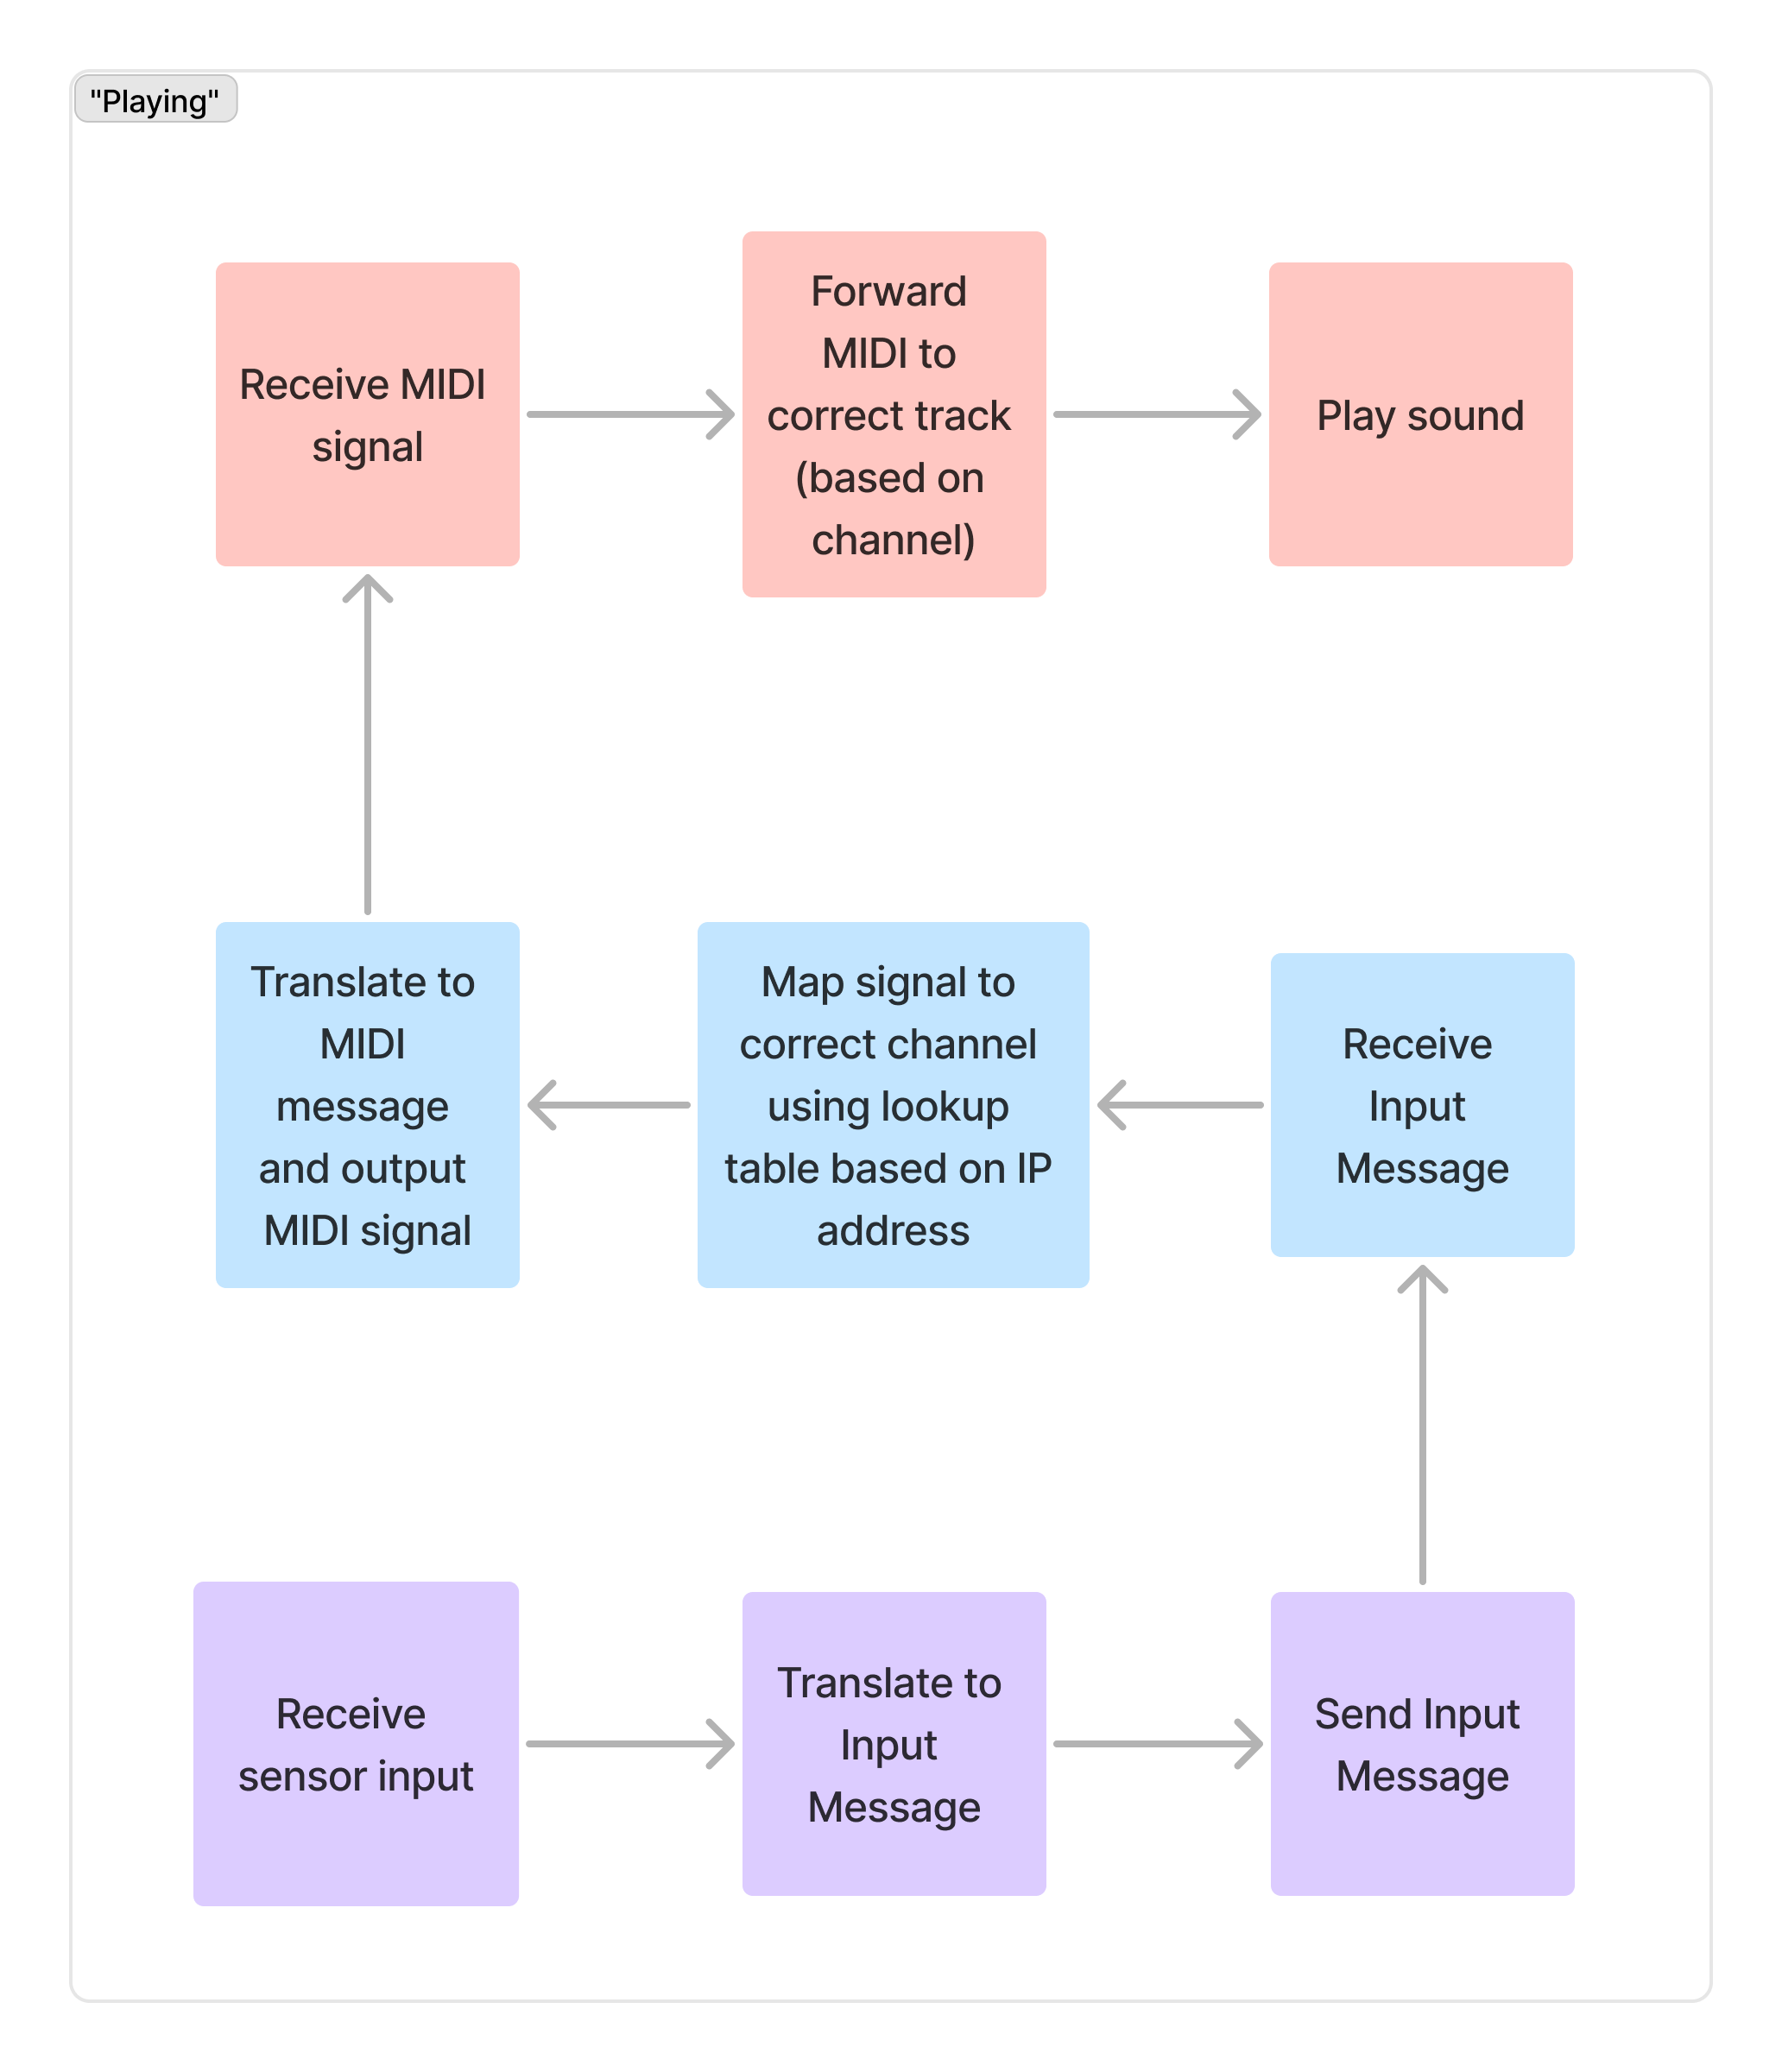 "Playing"
Receive MIDI
signal
Forward
MIDI to
correct track
(based on
channel)
Play sound
Translate to
MIDI
message
and output
MIDI signal
Map signal to
correct channel
using lookup
table based on IP
address
Receive
Input
Message
Receive
sensor input
Translate to
Input
Message
Send Input
Message